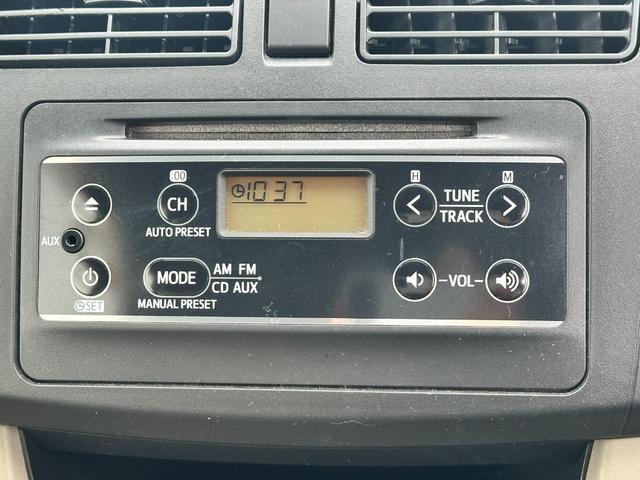 :00
H
M
CH
10 37
TUNE
TRACK
AUX
AUTO PRESET
MODE
AM FM
CD AUX
-VOL-
SET
MANUAL PRESET